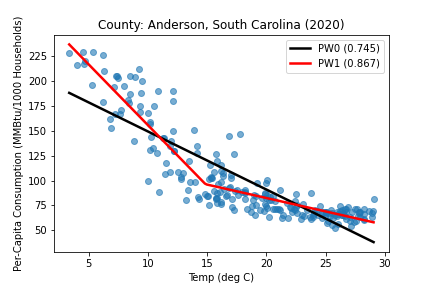 County: Anderson, South Carolina (2020)
PW0 (0.745)
PW1 (0.867)
Per-Capita Consumption (MMBtu/1000 Households)
225
200
175
150
125
100
75
50
5 10 15 20 25 30
Temp (deg C)